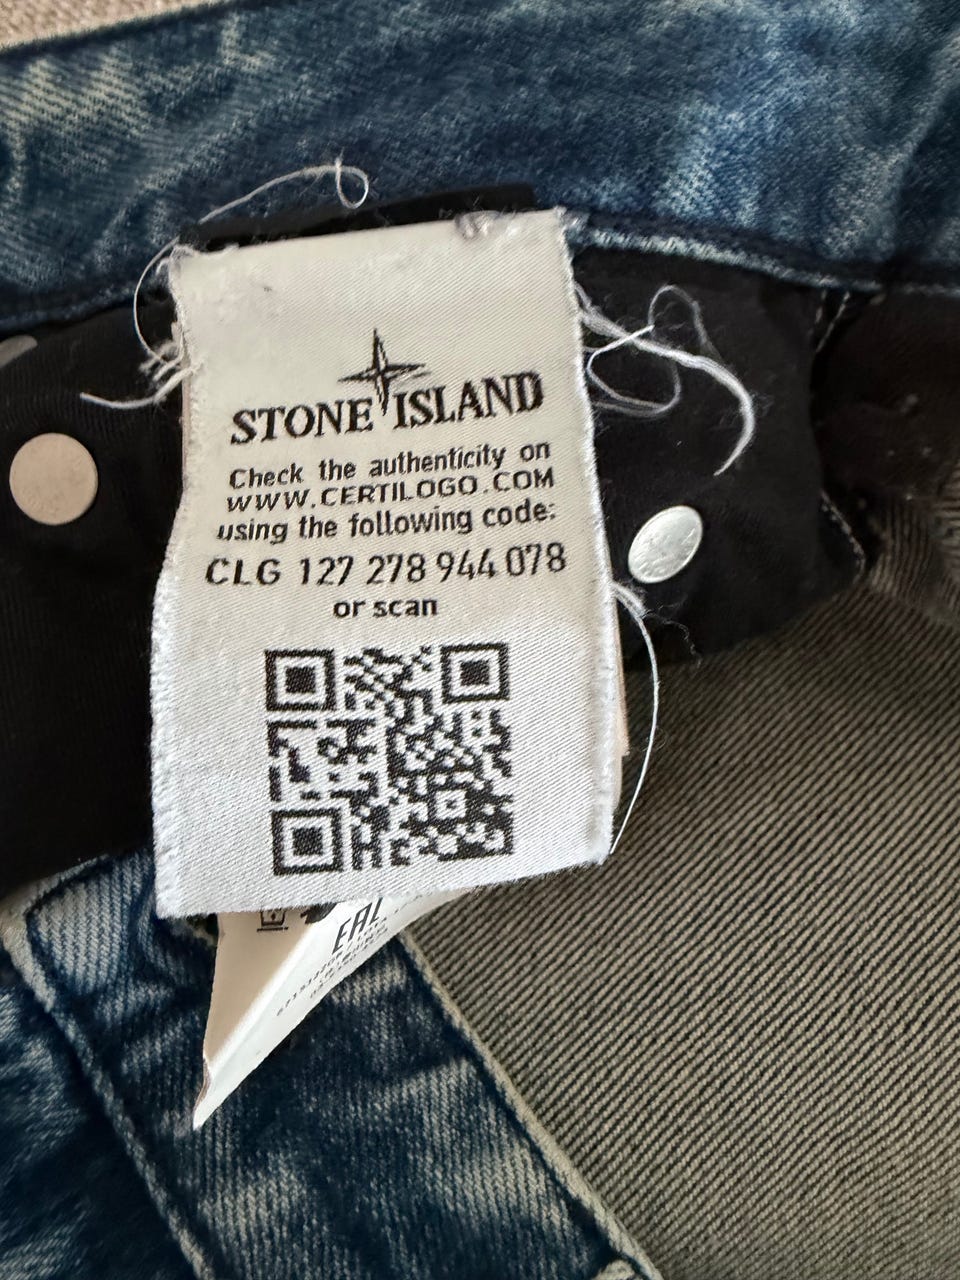 STONE ISLAND
Check the authenticity on
WWW.CERTILOGO.COM
using the following code:
CLG 127 278 944 078
or scan
EAC